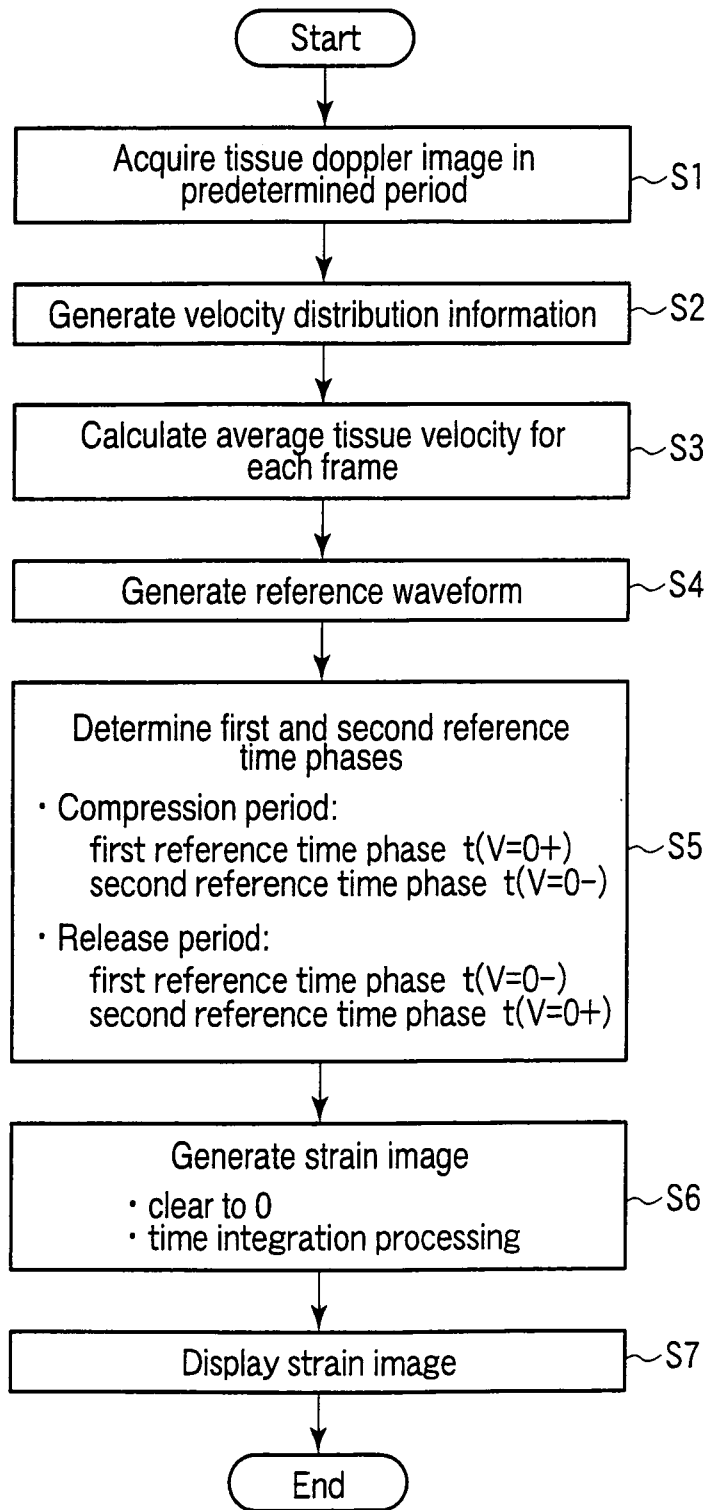 Start
Acquire tissue doppler image in
predetermined period
~S1
Generate velocity distribution information
~S2
Calculate average tissue velocity for
each frame
~S3
Generate reference waveform
~S4
Determine first and second reference
time phases
・Compression period:
first reference time phase t(V=0+)
second reference time phase t(V=0-)
・Release period:
first reference time phase t(V=0-)
second reference time phase t(V=0+)
~S5
Generate strain image
・clear to 0
・time integration processing
~S6
Display strain image
~S7
End